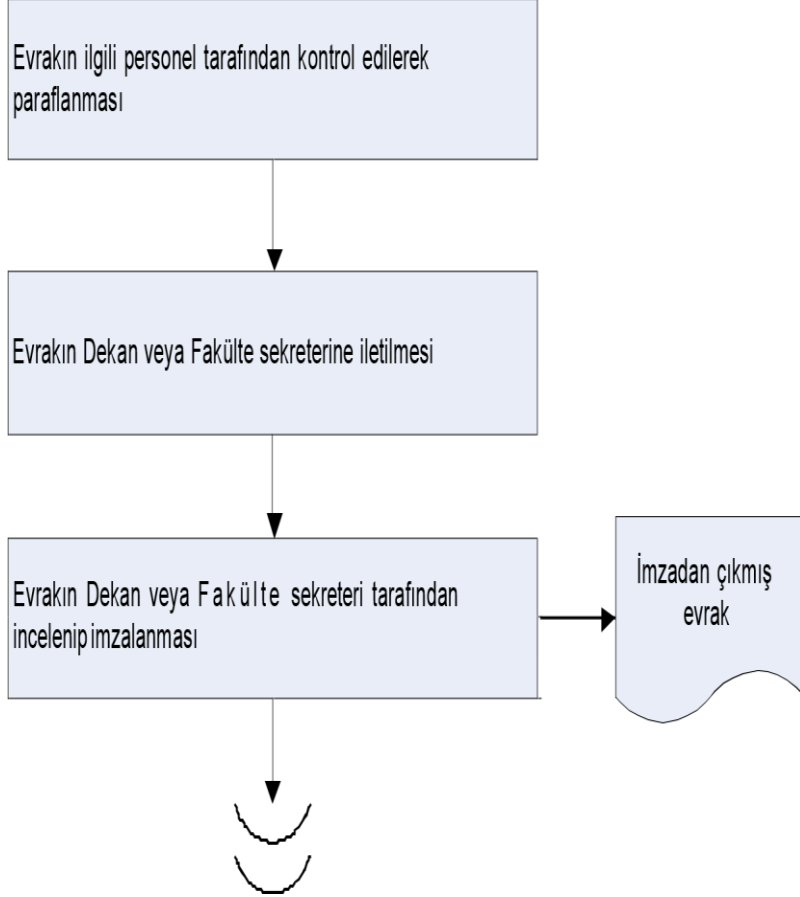 Evrakın ilgili personel tarafından kontrol edilerek
paraflanması
Evrakın Dekan veya Fakülte sekreterine iletilmesi
Evrakın Dekan veya Fakülte sekreteri tarafından
incelenip imzalanması
İmzadan çıkmış
evrak